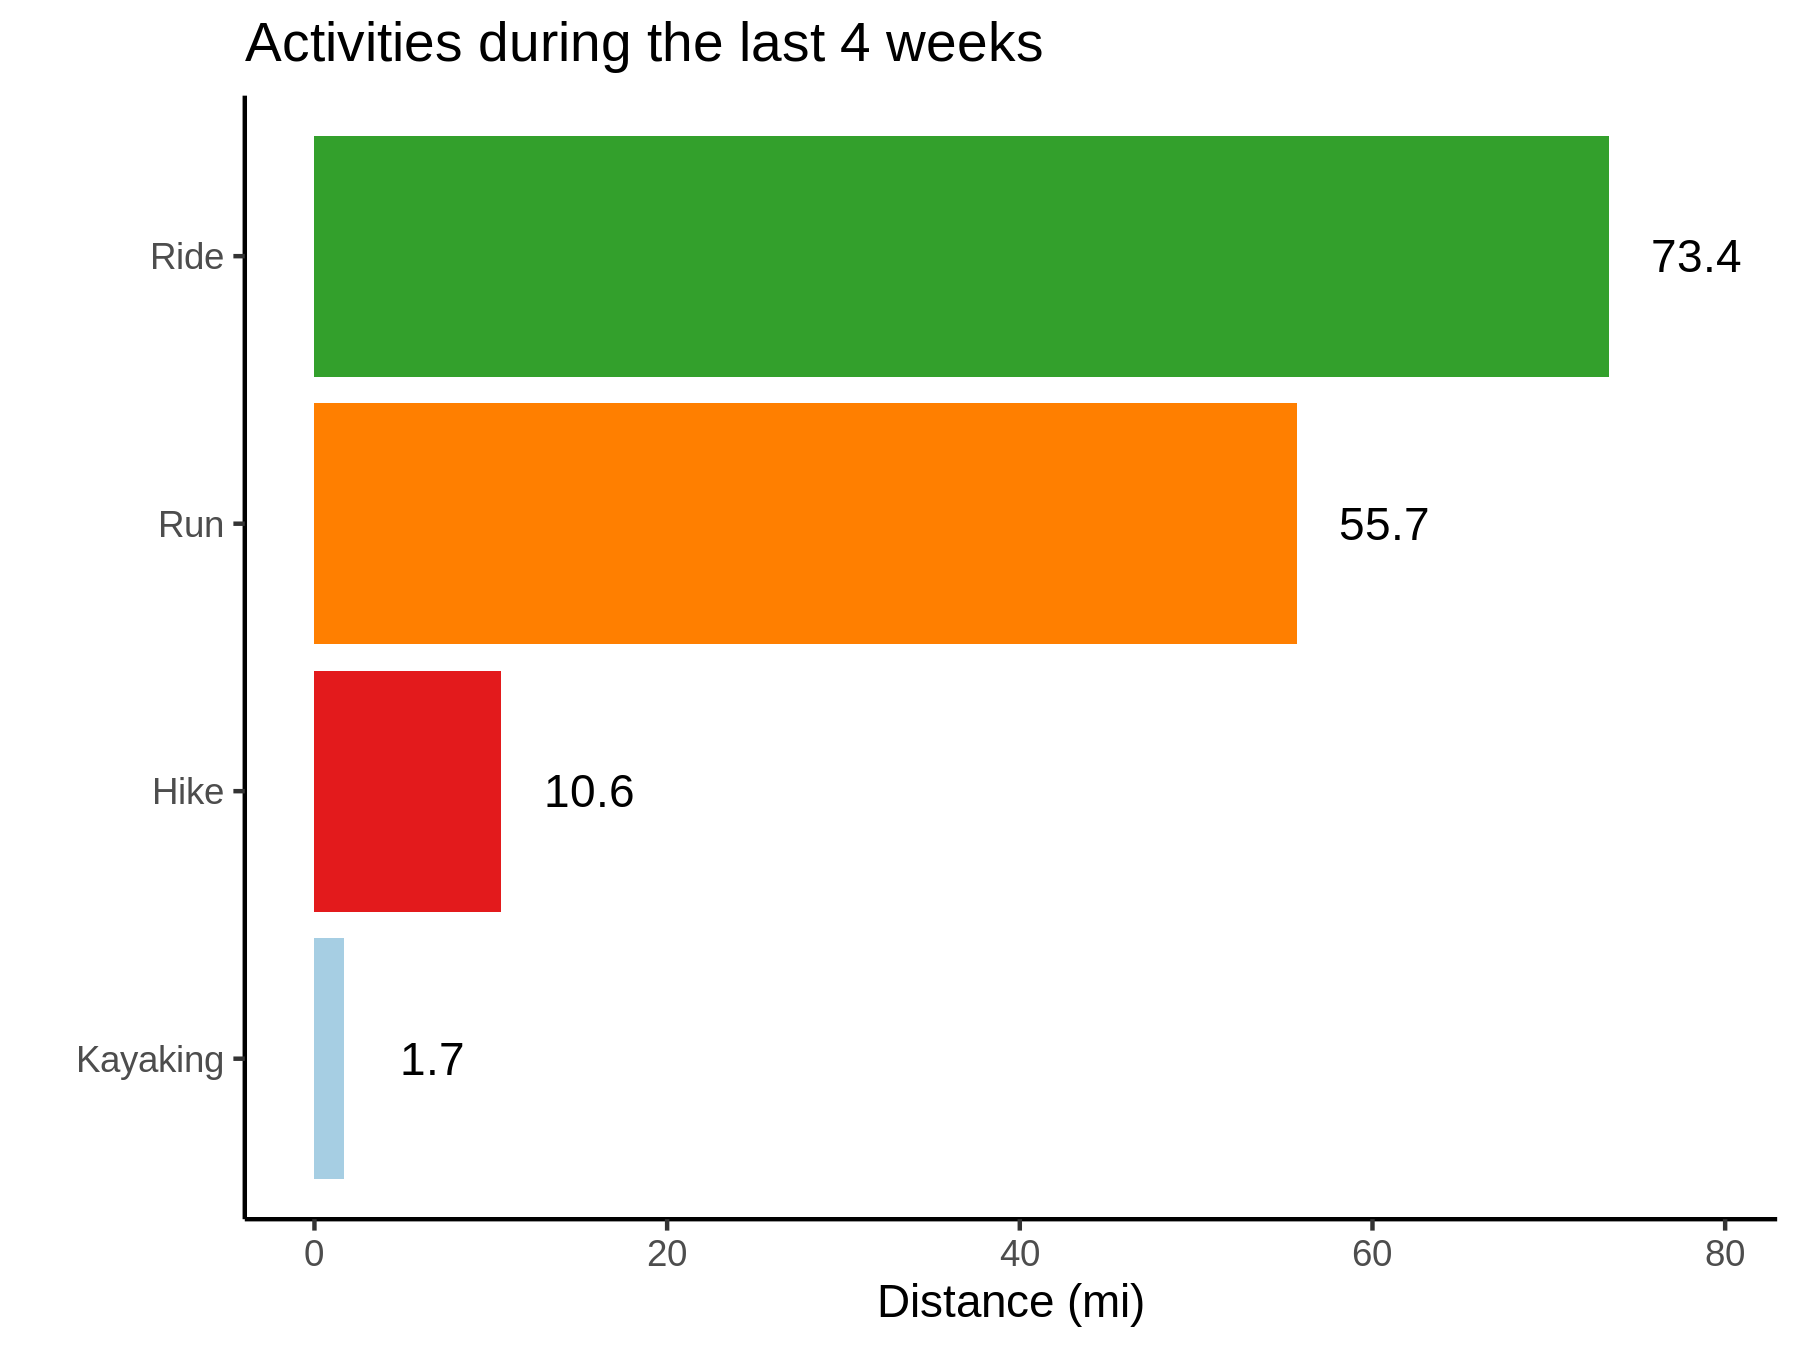 Activities during the last 4 weeks
Ride
73.4
Run
55.7
Hike
10.6
Kayaking
1.7
0 20 40 60 80
Distance (mi)